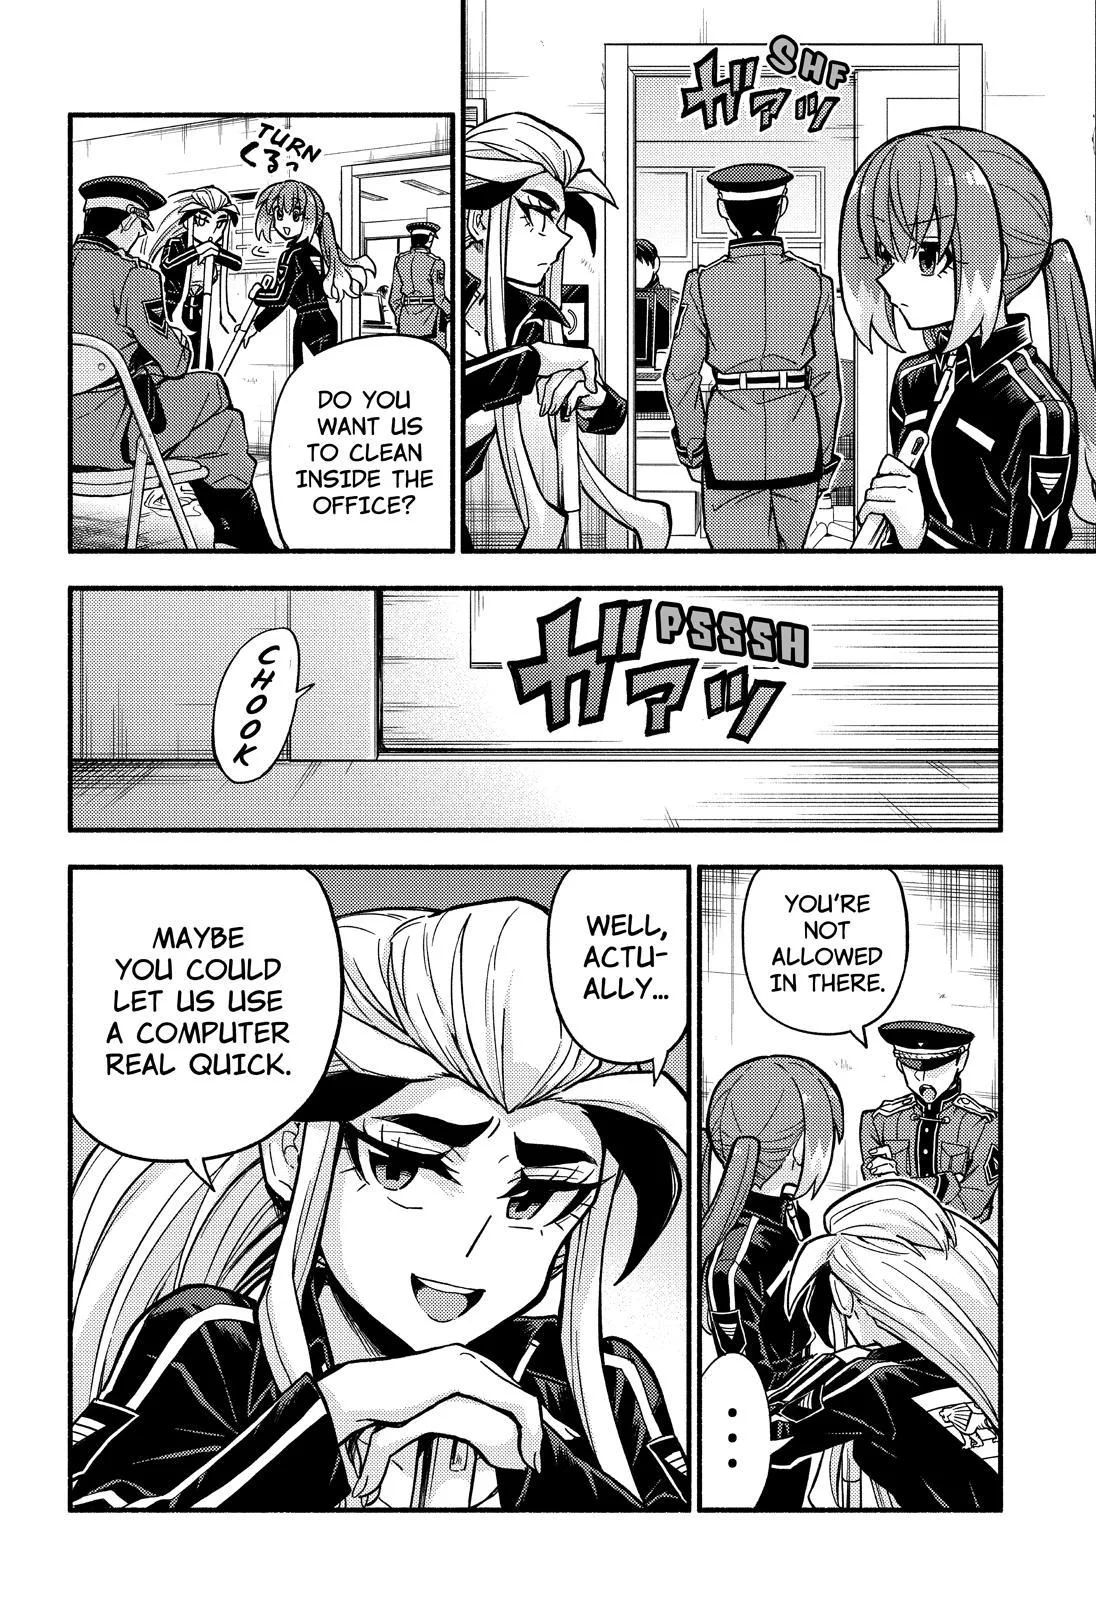 ガアッ
SHF
TURN
くるっ
DO YOU
WANT US
TO CLEAN
INSIDE THE
OFFICE?
ガアッ
PSSSH
CHOOK
YOU'RE
NOT
ALLOWED
IN THERE.
...
WELL,
ACTU-
ALLY...
MAYBE
YOU COULD
LET US USE
A COMPUTER
REAL QUICK.